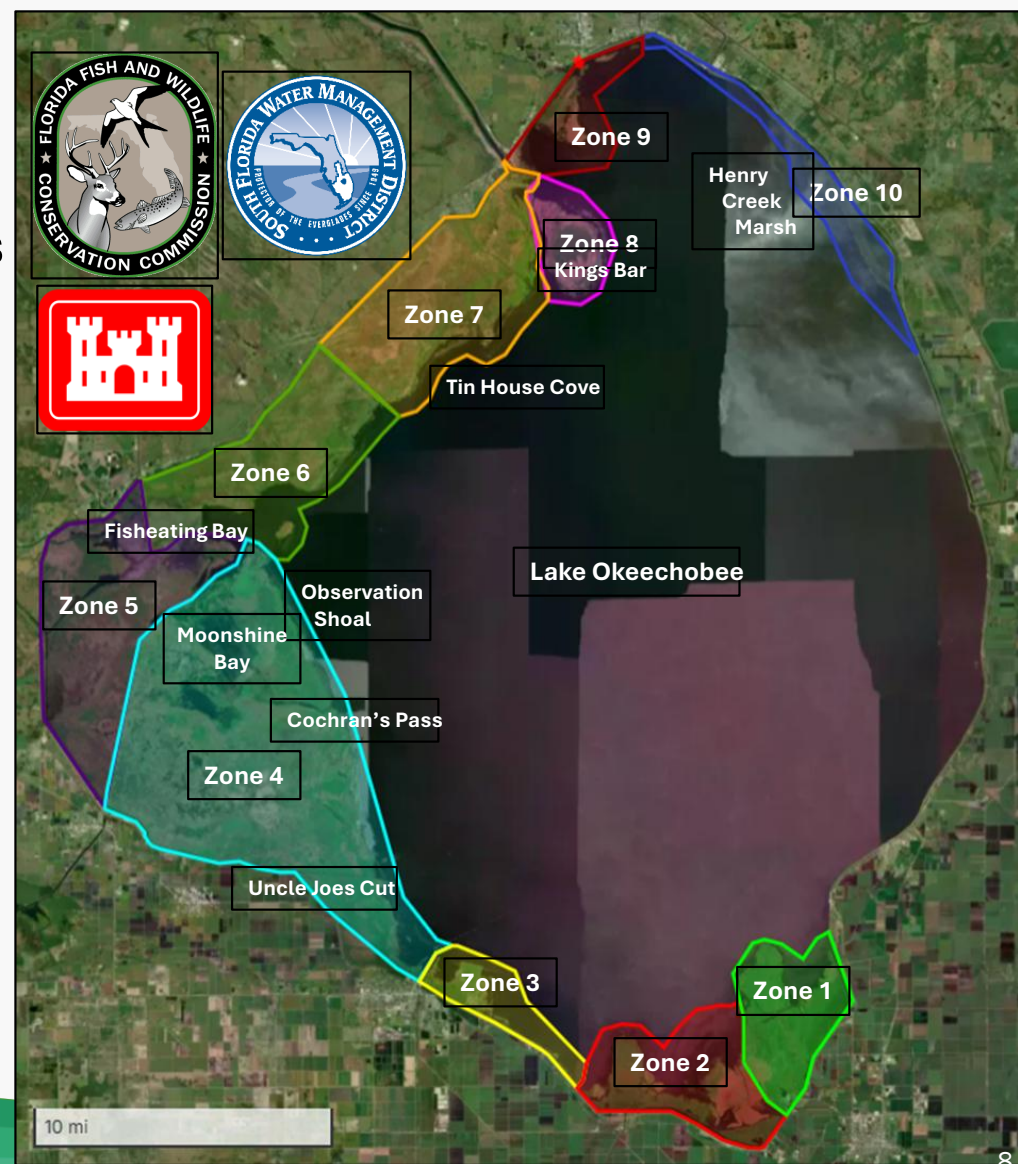 FLORIDA FISH AND WILDLIFE
CONSERVATION COMMISSION
SOUTH FLORIDA WATER MANAGEMENT DISTRICT
PROTECTOR OF THE EVERGLADES SINCE 1949
s
Zone 9
Henry
Creek
Marsh
Zone 10
Zone 8
Kings Bar
Zone 7
Tin House Cove
Zone 6
Fisheating Bay
Lake Okeechobee
Zone 5
Observation
Shoal
Moonshine
Bay
Cochran's Pass
Zone 4
Uncle Joes Cut
Zone 3
Zone 1
Zone 2
10 mi
8